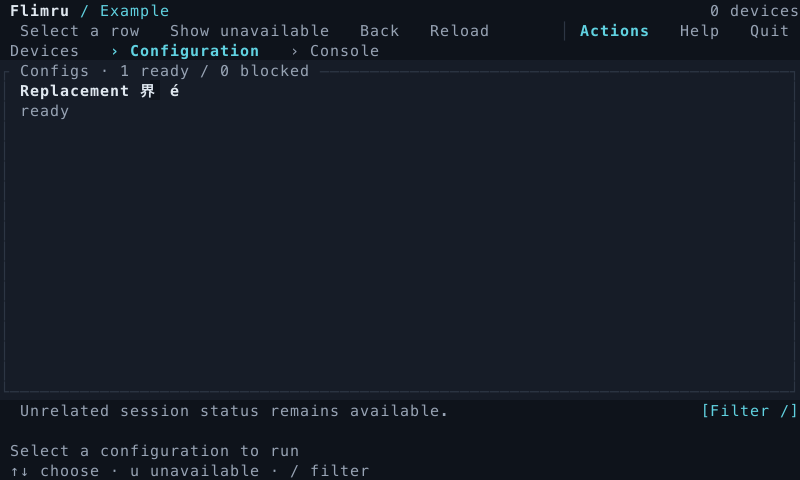 Flimru / Example 0 devices
Select a row Show unavailable Back Reload │ Actions Help Quit
Devices › Configuration › Console
Configs · 1 ready / 0 blocked
Replacement 界 é
ready
Unrelated session status remains available. [Filter /]
Select a configuration to run
↑↓ choose · u unavailable · / filter